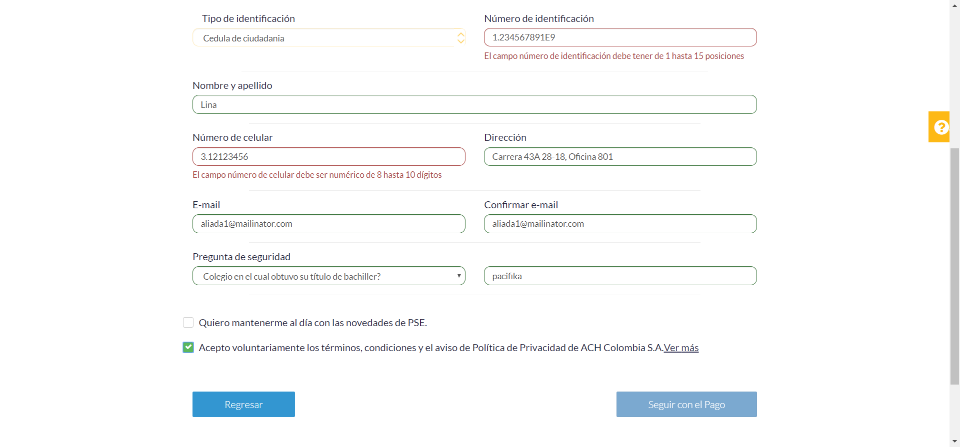 Tipo de identificación
Número de identificación
Cedula de ciudadania
1.234567891E9
El campo número de identificación debe tener de 1 hasta 15 posiciones
Nombre y apellido
Lina
Número de celular
Dirección
3.12123456
Carrera 43A 28-18, Oficina 801
El campo número de celular debe ser numérico de 8 hasta 10 dígitos
E-mail
Confirmar e-mail
aliada1@mailinator.com
aliada1@mailinator.com
Pregunta de seguridad
Colegio en el cual obtuvo su título de bachiller?
pacifika
Quiero mantenerme al día con las novedades de PSE.
Acepto voluntariamente los términos, condiciones y el aviso de Política de Privacidad de ACH Colombia S.A.Ver más
Regresar
Seguir con el Pago